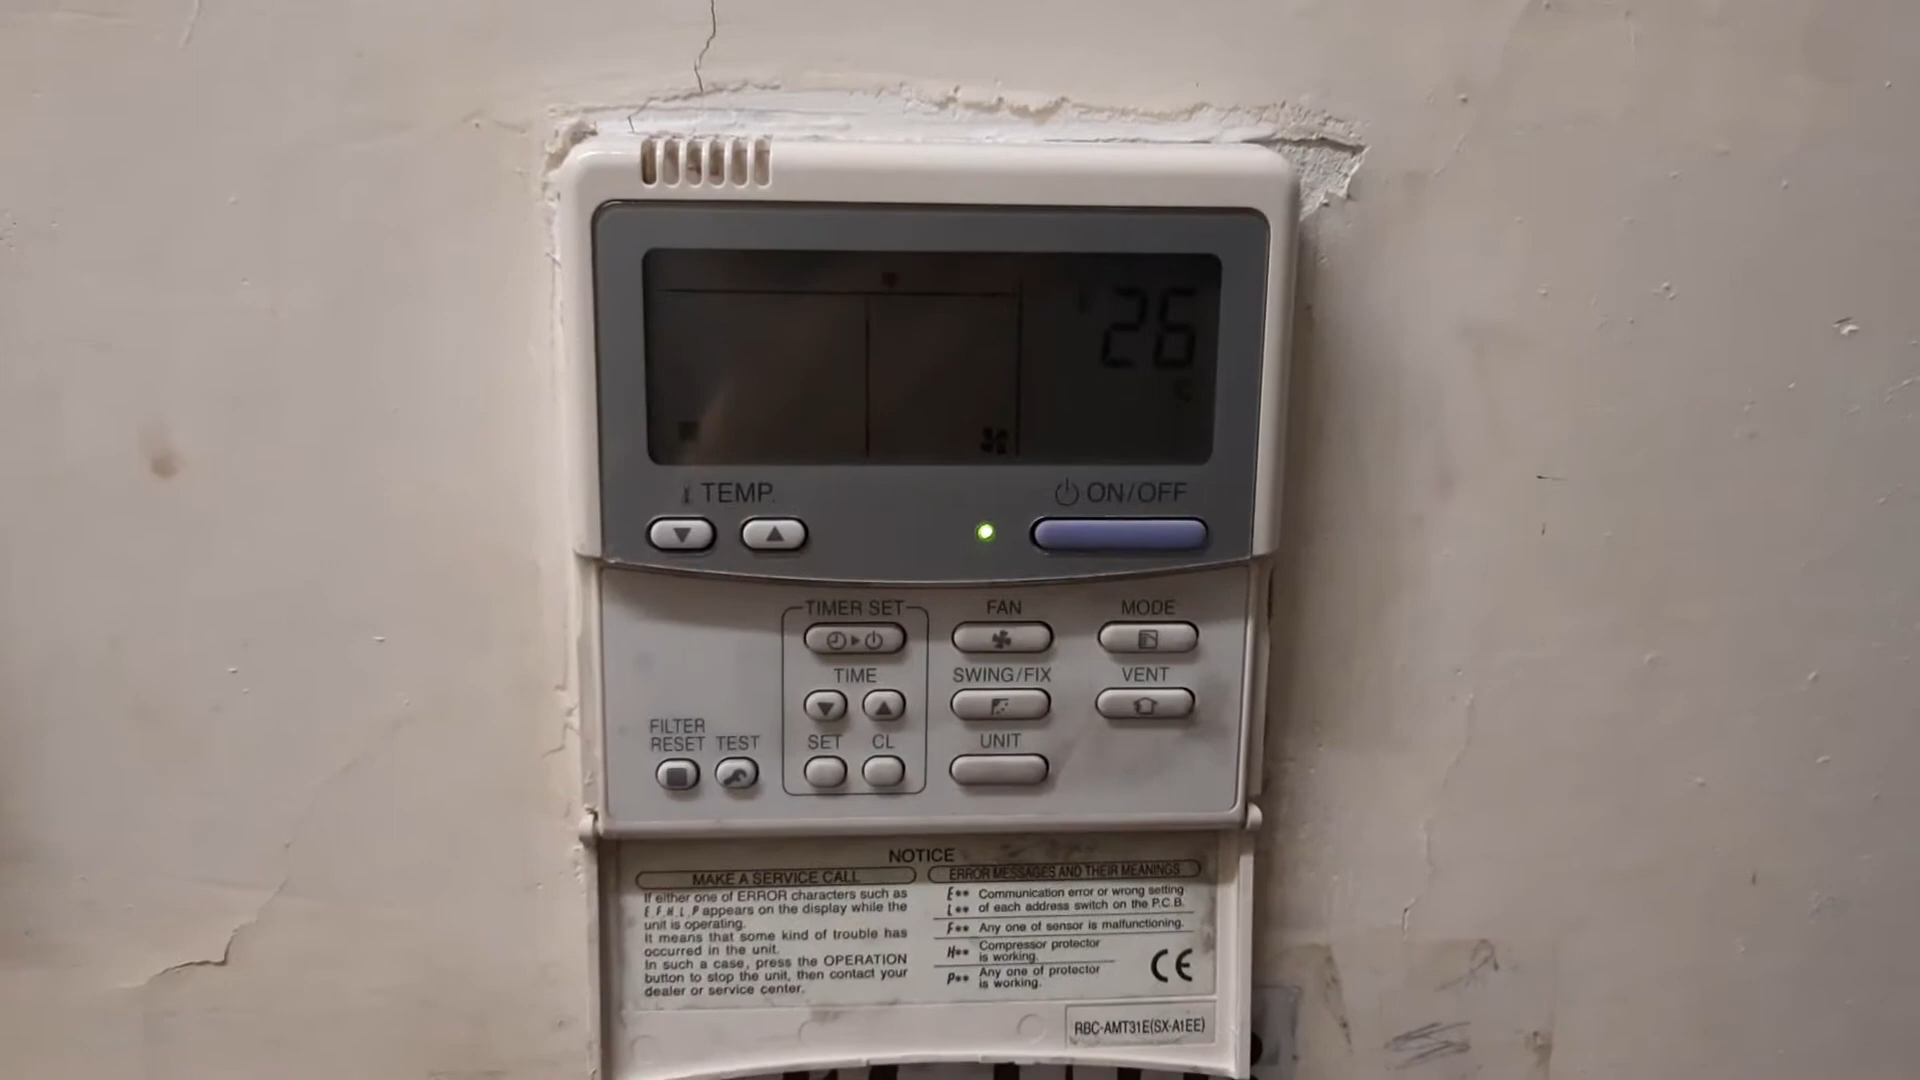 26
°C
TEMP.
ON/OFF
TIMER SET
FAN
MODE
TIME
SWING/FIX
VENT
FILTER
RESET
TEST
SET
CL
UNIT
NOTICE
MAKE A SERVICE CALL
If either one of ERROR characters such as
E,F,H,L,P appears on the display while the
unit is operating.
It means that some kind of trouble has
occurred in the unit.
In such a case, press the OPERATION
button to stop the unit, then contact your
dealer or service center.
ERROR MESSAGES AND THEIR MEANINGS
E** Communication error or wrong setting
L** of each address switch on the P.C.B.
F** Any one of sensor is malfunctioning.
H** Compressor protector
is working.
P** Any one of protector
is working.
CE
RBC-AMT31E(SX-A1EE)